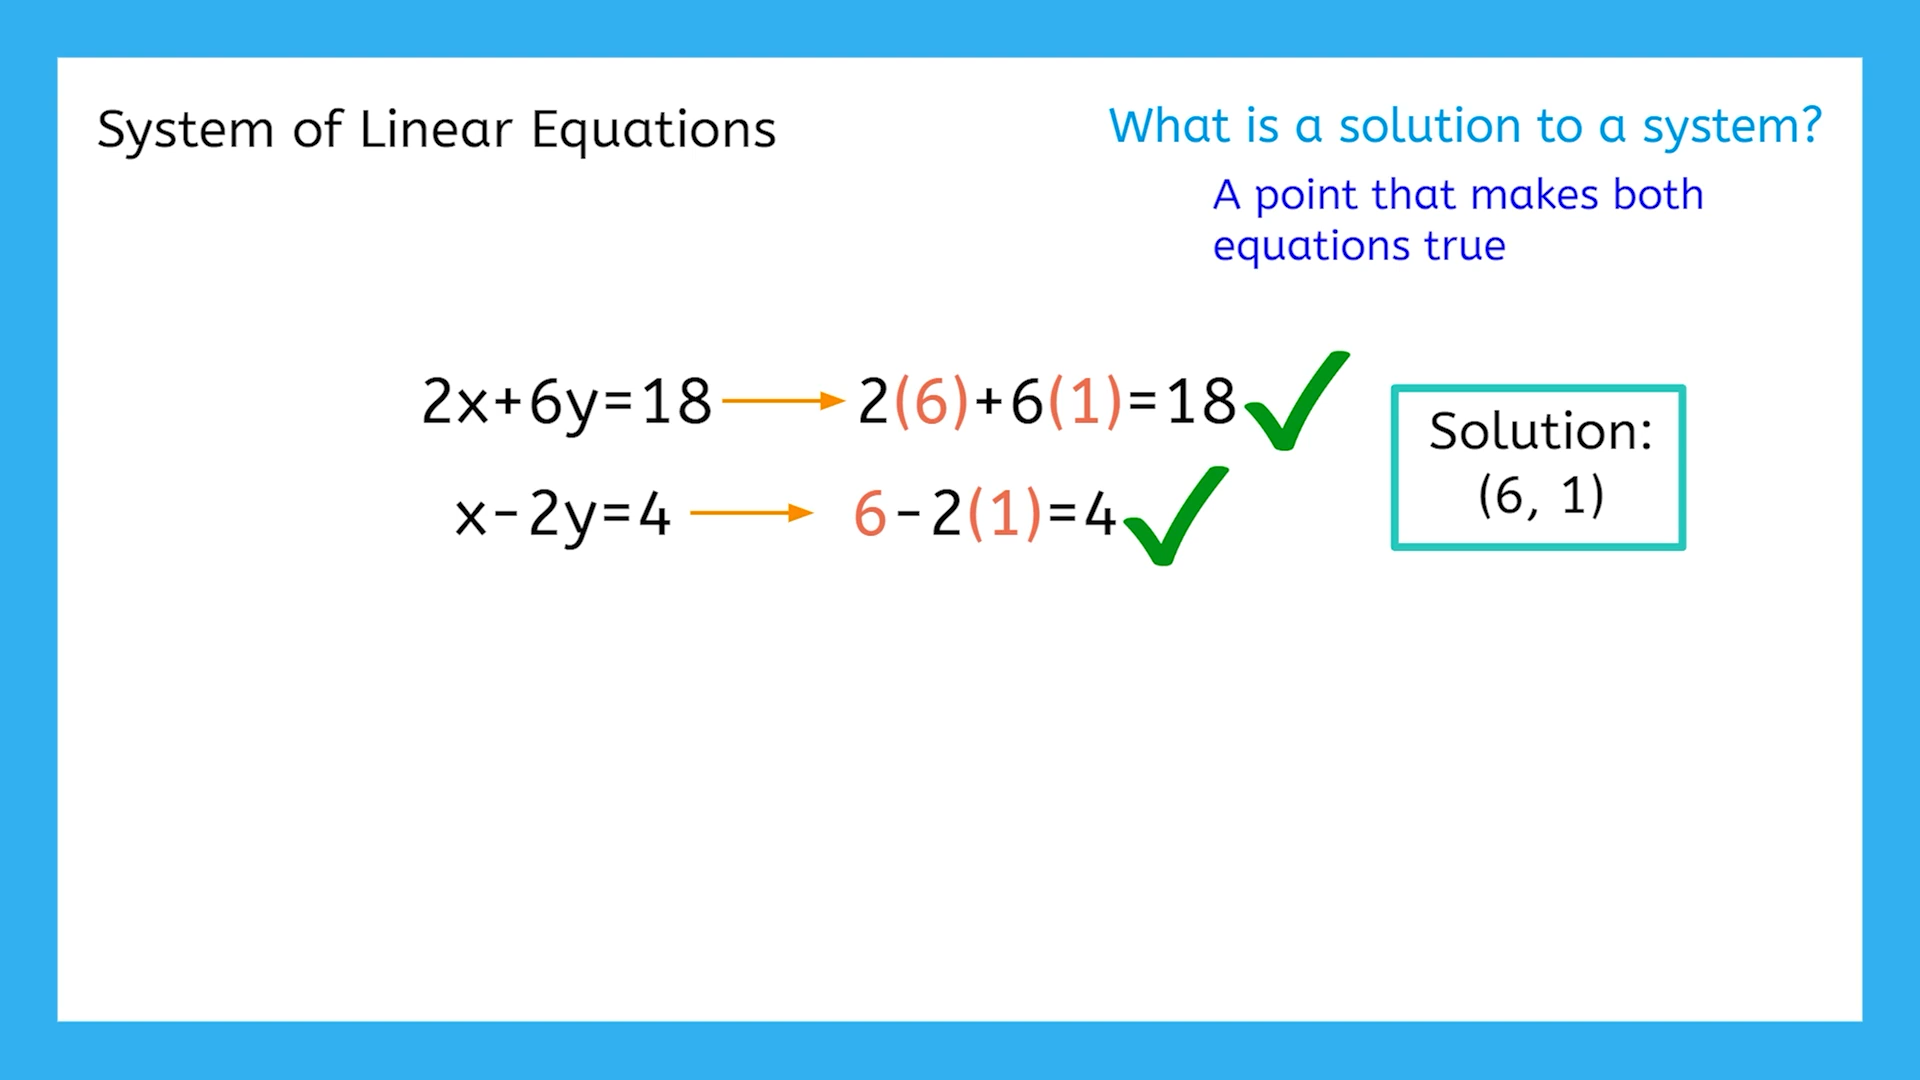 System of Linear Equations
What is a solution to a system?
A point that makes both
equations true
2x+6y=18 → 2(6)+6(1)=18 ✓
x-2y=4 → 6-2(1)=4 ✓
Solution:
(6, 1)